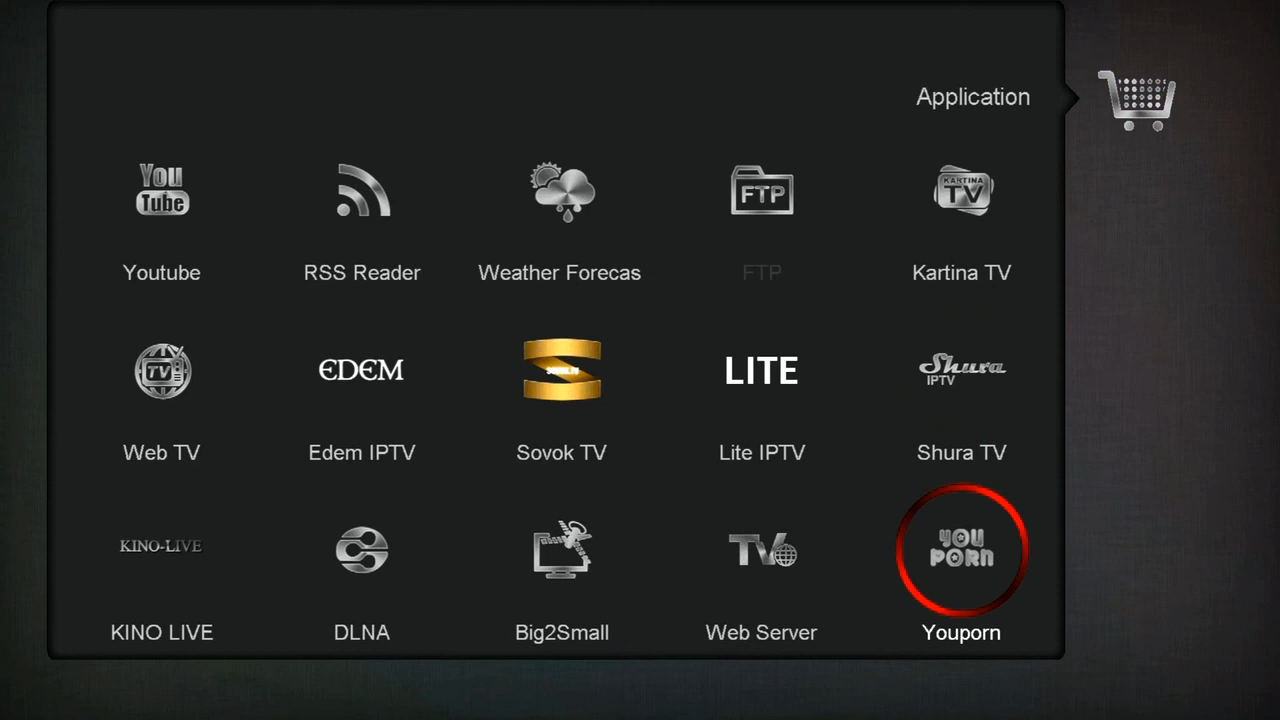 Application
You
Tube
FTP
KARTINA
TV
Youtube
RSS Reader
Weather Forecas
FTP
Kartina TV
TV
EDEM
LITE
Shura
IPTV
Web TV
Edem IPTV
Sovok TV
Lite IPTV
Shura TV
KINO-LIVE
TV
YOU
PORN
KINO LIVE
DLNA
Big2Small
Web Server
Youporn